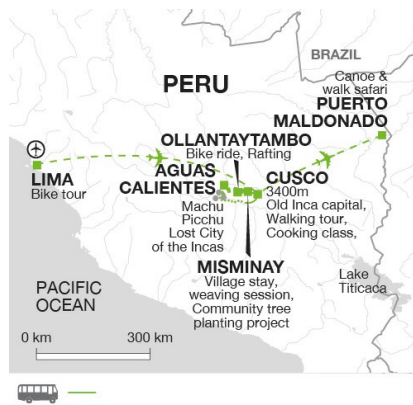 BRAZIL
PERU
Canoe &
walk safari
PUERTO
MALDONADO
OLLANTAYTAMBO
Bike ride, Rafting
LIMA
Bike tour
AGUAS
CALIENTES
Machu
Picchu
Lost City
of the Incas
CUSCO
3400m
Old Inca capital,
Walking tour,
Cooking class,
MISMINAY
Village stay,
weaving session,
Community tree
planting project
Lake
Titicaca
PACIFIC
OCEAN
0 km 300 km